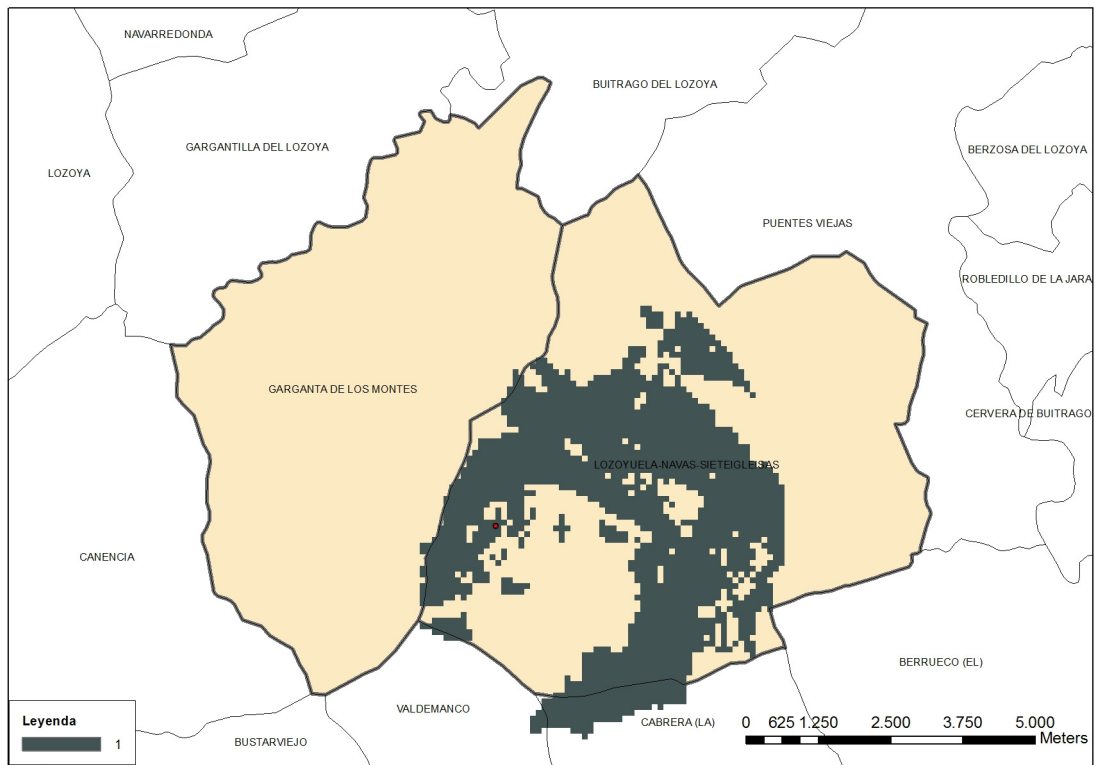 NAVARREDONDA
BUITRAGO DEL LOZOYA
GARGANTILLA DEL LOZOYA
BERZOSA DEL LOZOYA
LOZOYA
PUENTES VIEJAS
ROBLEDILLO DE LA JARA
GARGANTA DE LOS MONTES
CERVERA DE BUITRAGO
LOZOYUELA-NAVAS-SIETEIGLESIAS
CANENCIA
BERRUECO (EL)
VALDEMANCO
CABRERA (LA)
BUSTARVIEJO
Leyenda
1
0 625 1.250 2.500 3.750 5.000
Meters